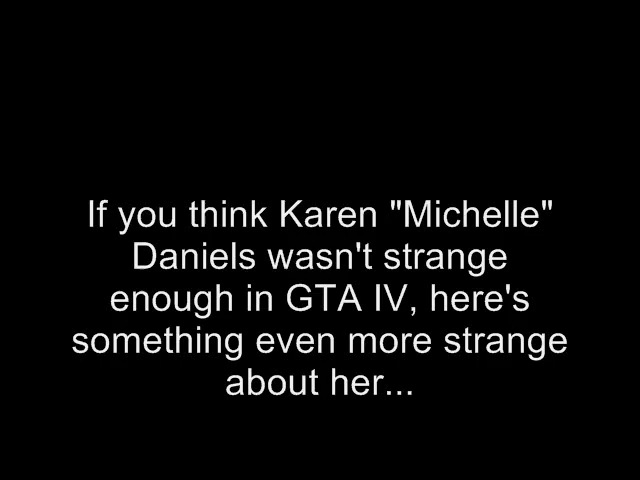 If you think Karen "Michelle"
Daniels wasn't strange
enough in GTA IV, here's
something even more strange
about her...